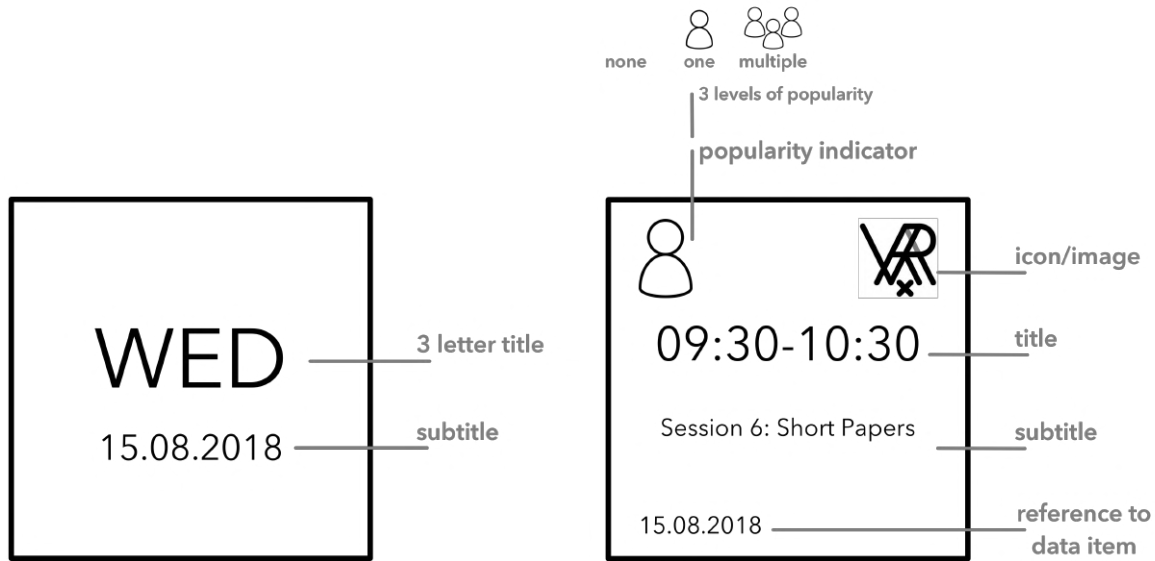 none one multiple
3 levels of popularity
popularity indicator
WED
3 letter title
15.08.2018
subtitle
VAR
icon/image
09:30-10:30
title
Session 6: Short Papers
subtitle
15.08.2018
reference to
data item